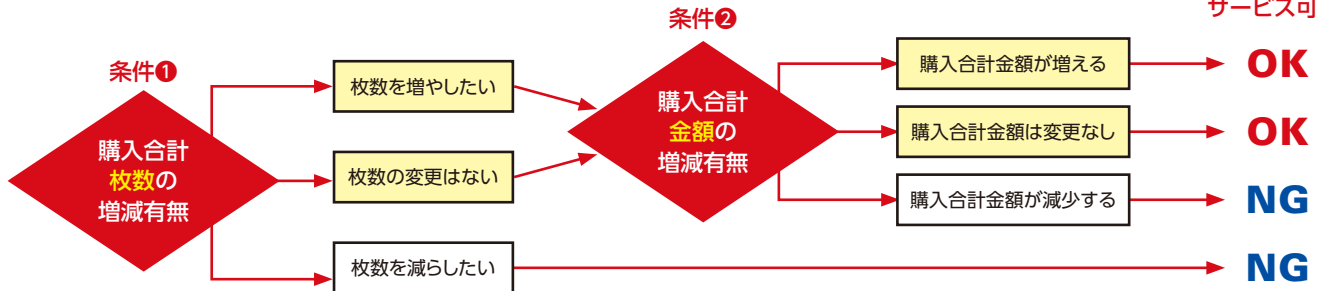 サービス可
条件❷
条件❶
購入合計
枚数の
増減有無
枚数を増やしたい
枚数の変更はない
枚数を減らしたい
購入合計
金額の
増減有無
購入合計金額が増える
OK
購入合計金額は変更なし
OK
購入合計金額が減少する
NG
NG